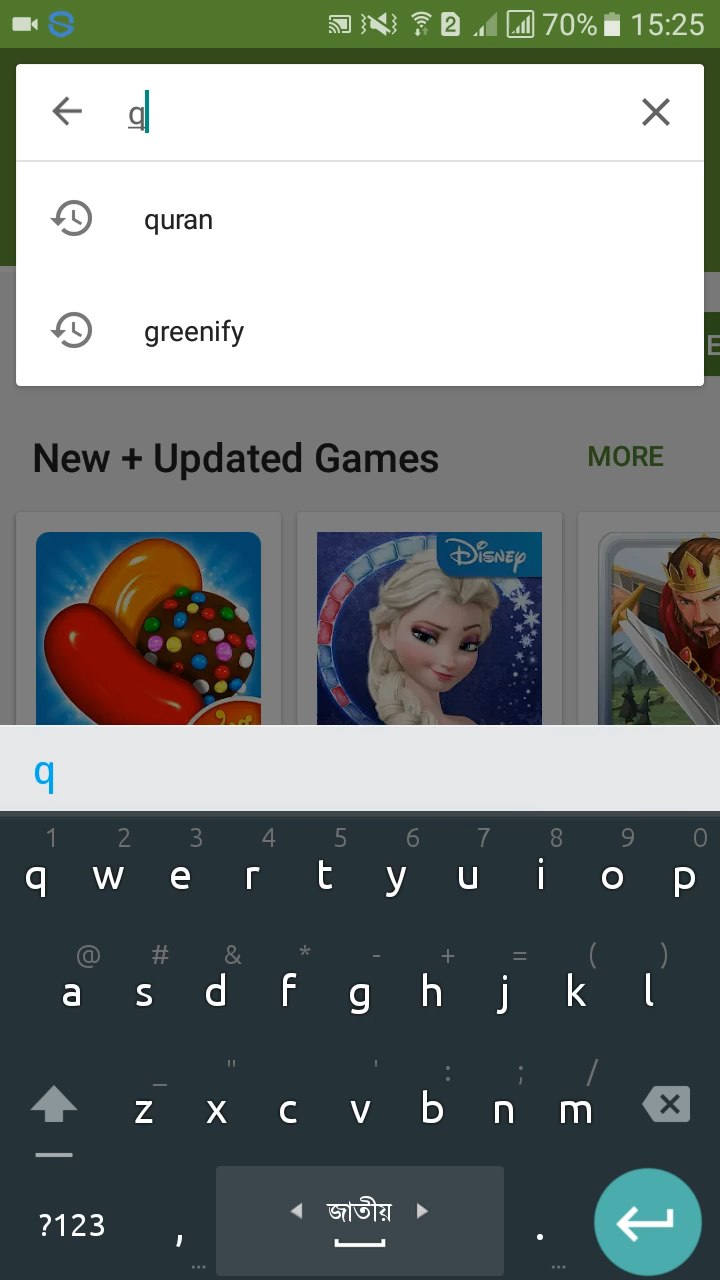 2 70% 15:25
q
quran
greenify
E
New + Updated Games
MORE
Disney
q
1 2 3 4 5 6 7 8 9 0
q w e r t y u i o p
@ # & * - + = ( )
a s d f g h j k l
_ " ' : ; /
z x c v b n m
?123 , জাতীয় .
... ...